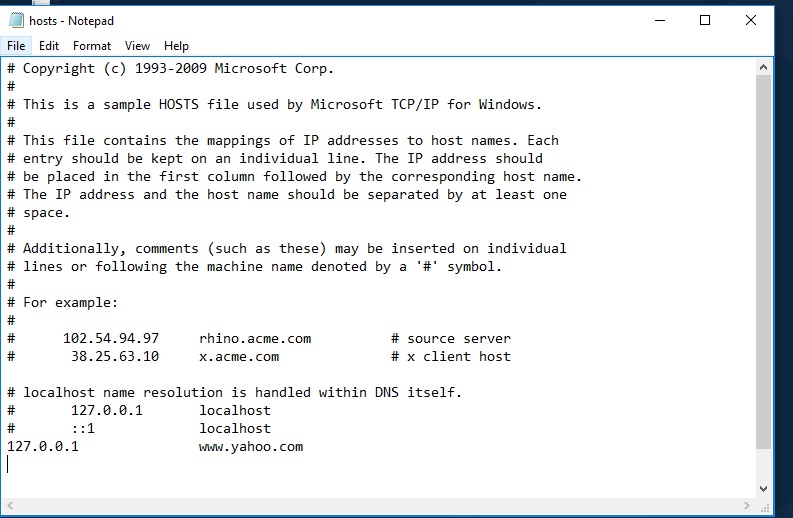 hosts - Notepad
File Edit Format View Help
# Copyright (c) 1993-2009 Microsoft Corp.
#
# This is a sample HOSTS file used by Microsoft TCP/IP for Windows.
#
# This file contains the mappings of IP addresses to host names. Each
# entry should be kept on an individual line. The IP address should
# be placed in the first column followed by the corresponding host name.
# The IP address and the host name should be separated by at least one
# space.
#
# Additionally, comments (such as these) may be inserted on individual
# lines or following the machine name denoted by a '#' symbol.
#
# For example:
#
#      102.54.94.97     rhino.acme.com          # source server
#       38.25.63.10     x.acme.com              # x client host

# localhost name resolution is handled within DNS itself.
#       127.0.0.1       localhost
#       ::1             localhost
127.0.0.1               www.yahoo.com